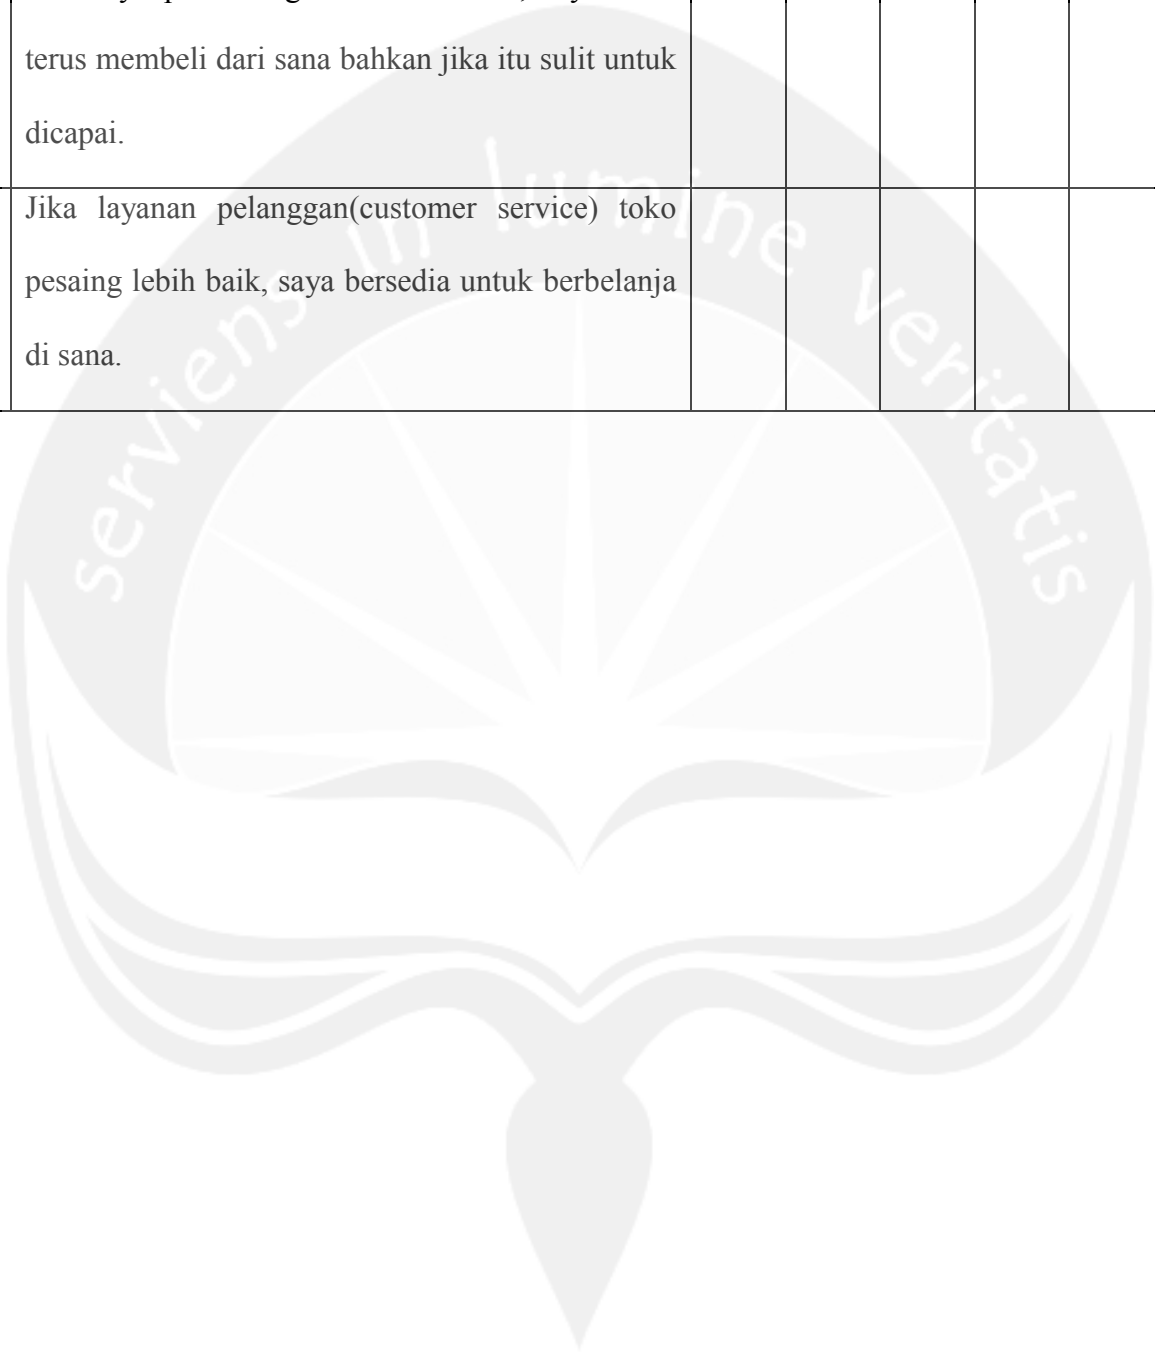 terus membeli dari sana bahkan jika itu sulit untuk
dicapai.
Jika layanan pelanggan(customer service) toko
pesaing lebih baik, saya bersedia untuk berbelanja
di sana.
serviens in lumine veritatis